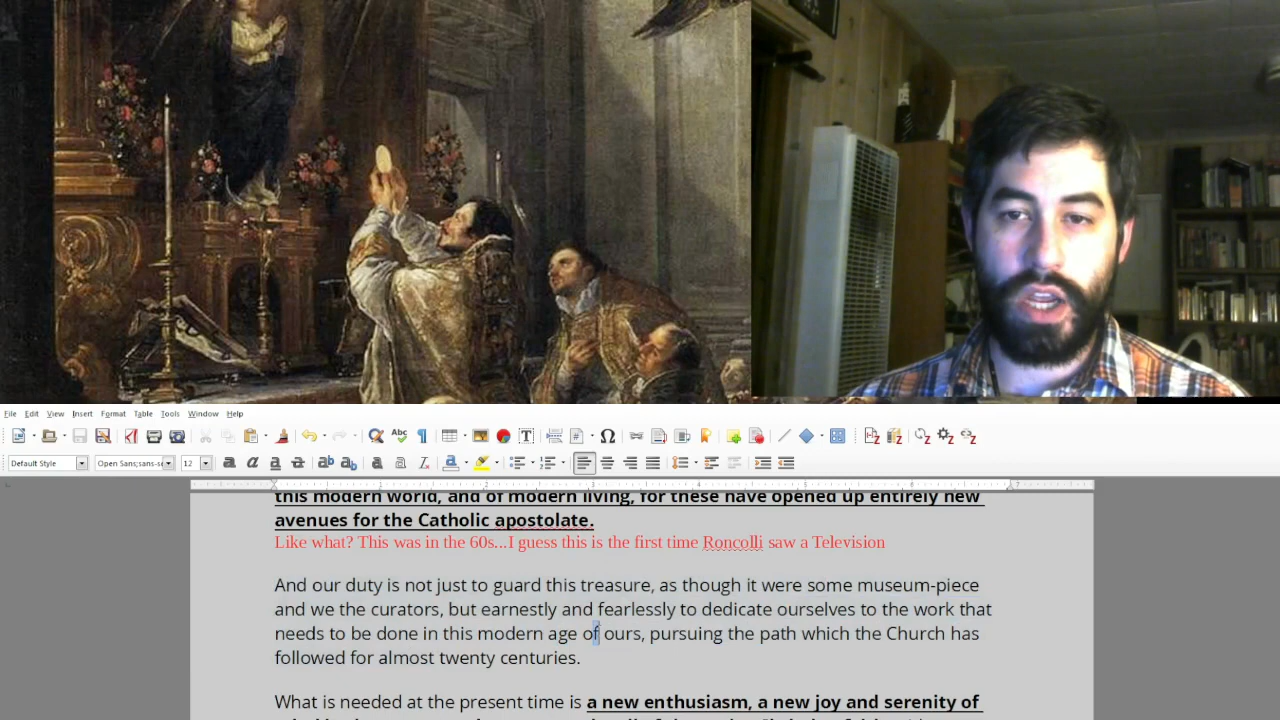 File Edit View Insert Format Table Tools Window Help
Default Style Open Sans;sans-s 12
this modern world, and of modern living, for these have opened up entirely new
avenues for the Catholic apostolate.
Like what? This was in the 60s...I guess this is the first time Roncolli saw a Television
And our duty is not just to guard this treasure, as though it were some museum-piece
and we the curators, but earnestly and fearlessly to dedicate ourselves to the work that
needs to be done in this modern age of ours, pursuing the path which the Church has
followed for almost twenty centuries.
What is needed at the present time is a new enthusiasm, a new joy and serenity of